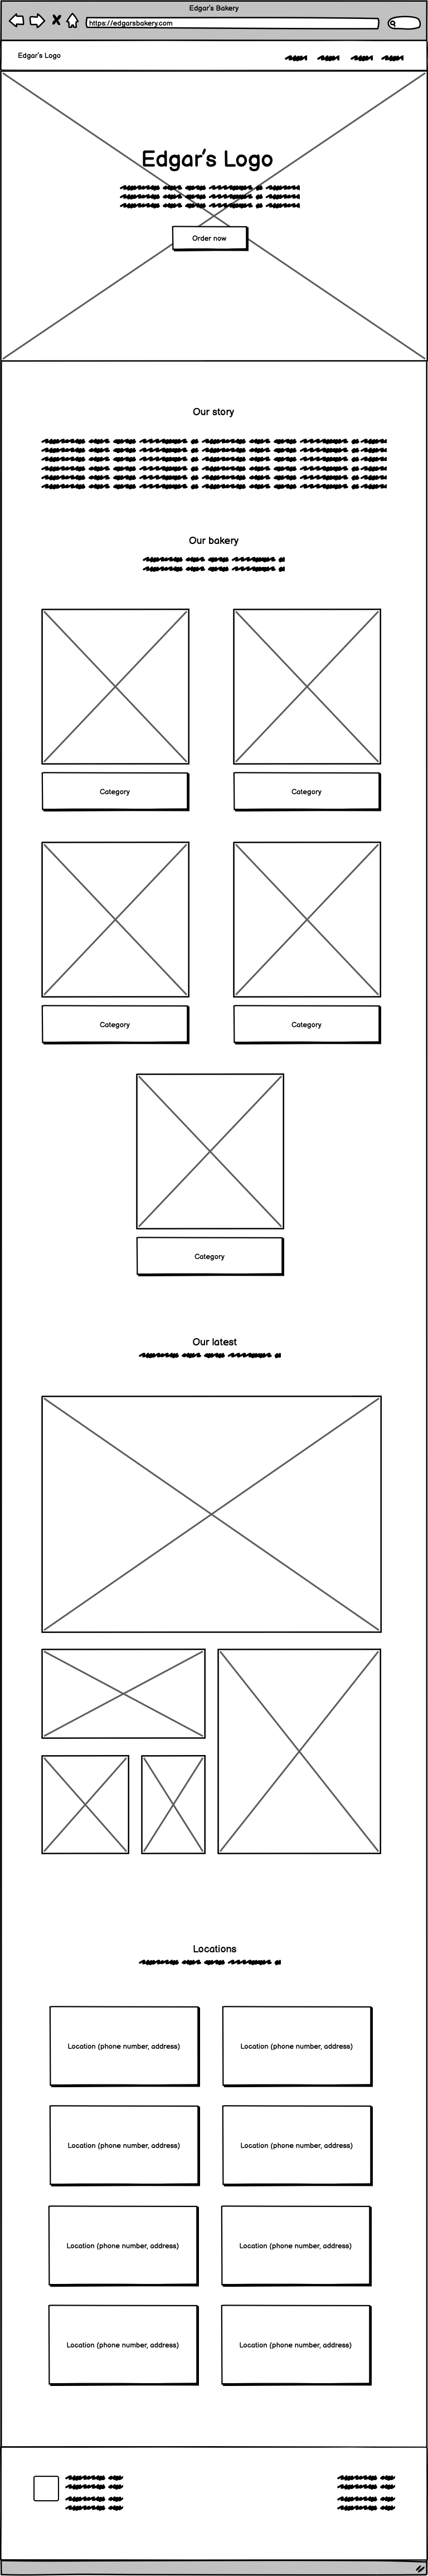 Edgar's Bakery
https://edgarsbakery.com
Edgar's Logo
Edgar's Logo
Order now
Our story
Our bakery
Category
Category
Category
Category
Category
Our latest
Locations
Location (phone number, address)
Location (phone number, address)
Location (phone number, address)
Location (phone number, address)
Location (phone number, address)
Location (phone number, address)
Location (phone number, address)
Location (phone number, address)